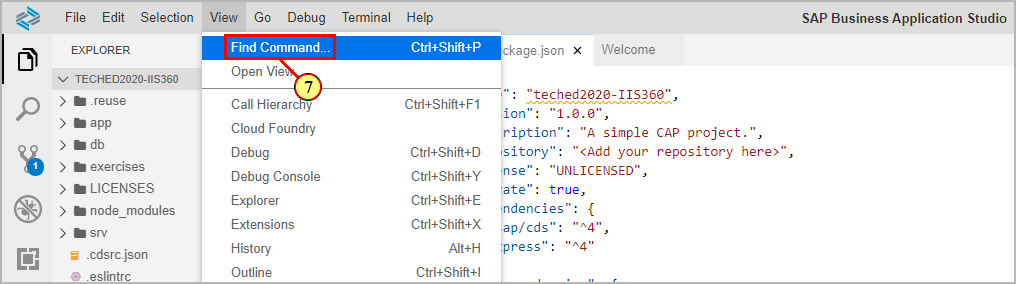 File Edit Selection View Go Debug Terminal Help SAP Business Application Studio
EXPLORER
TECHED2020-IIS360
.reuse
app
db
exercises
LICENSES
node_modules
srv
.cdsrc.json
.eslintrc
1
Find Command... Ctrl+Shift+P
Open View
7
Call Hierarchy Ctrl+Shift+F1
Cloud Foundry
Debug Ctrl+Shift+D
Debug Console Ctrl+Shift+Y
Explorer Ctrl+Shift+E
Extensions Ctrl+Shift+X
History Alt+H
Outline Ctrl+Shift+I
ckage.json Welcome
": "teched2020-IIS360",
sion": "1.0.0",
ription": "A simple CAP project.",
ository": "<Add your repository here>",
ense": "UNLICENSED",
ate": true,
endencies": {
ap/cds": "^4",
press": "^4"